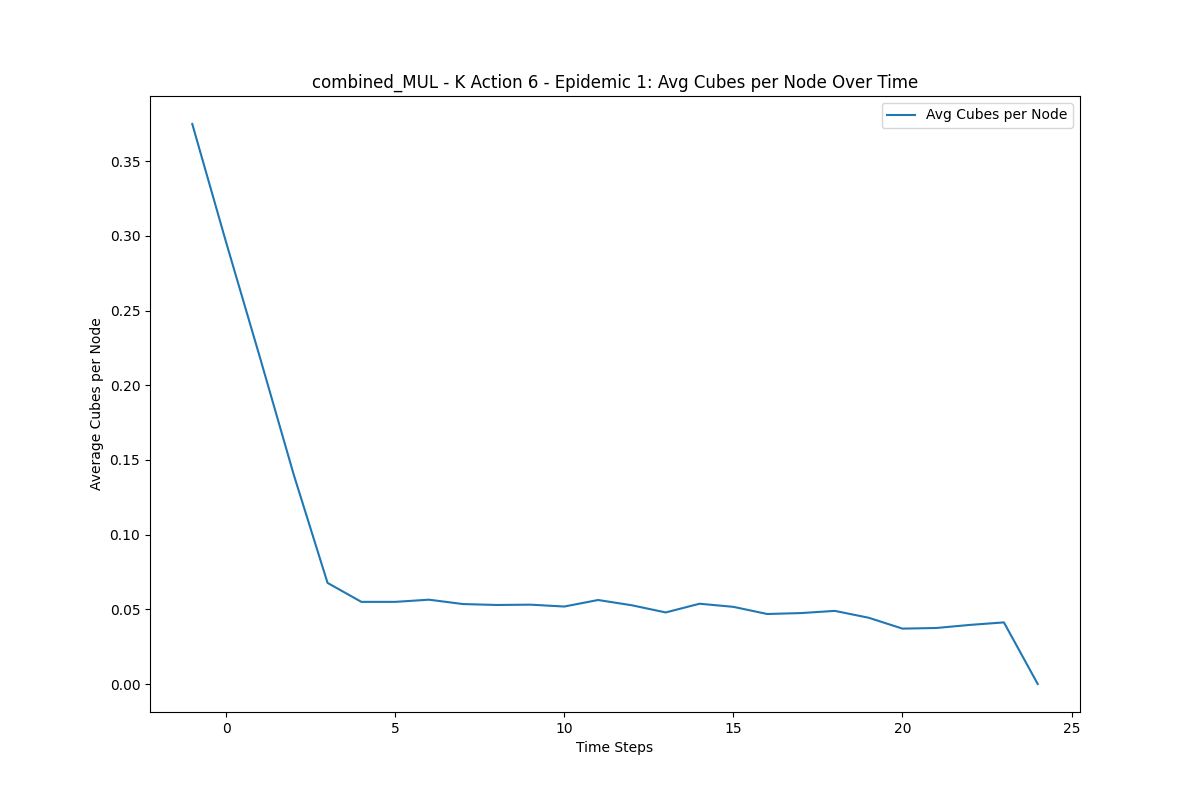 combined_MUL - K Action 6 - Epidemic 1: Avg Cubes per Node Over Time
Avg Cubes per Node
Average Cubes per Node
0.35
0.30
0.25
0.20
0.15
0.10
0.05
0.00
0 5 10 15 20 25
Time Steps